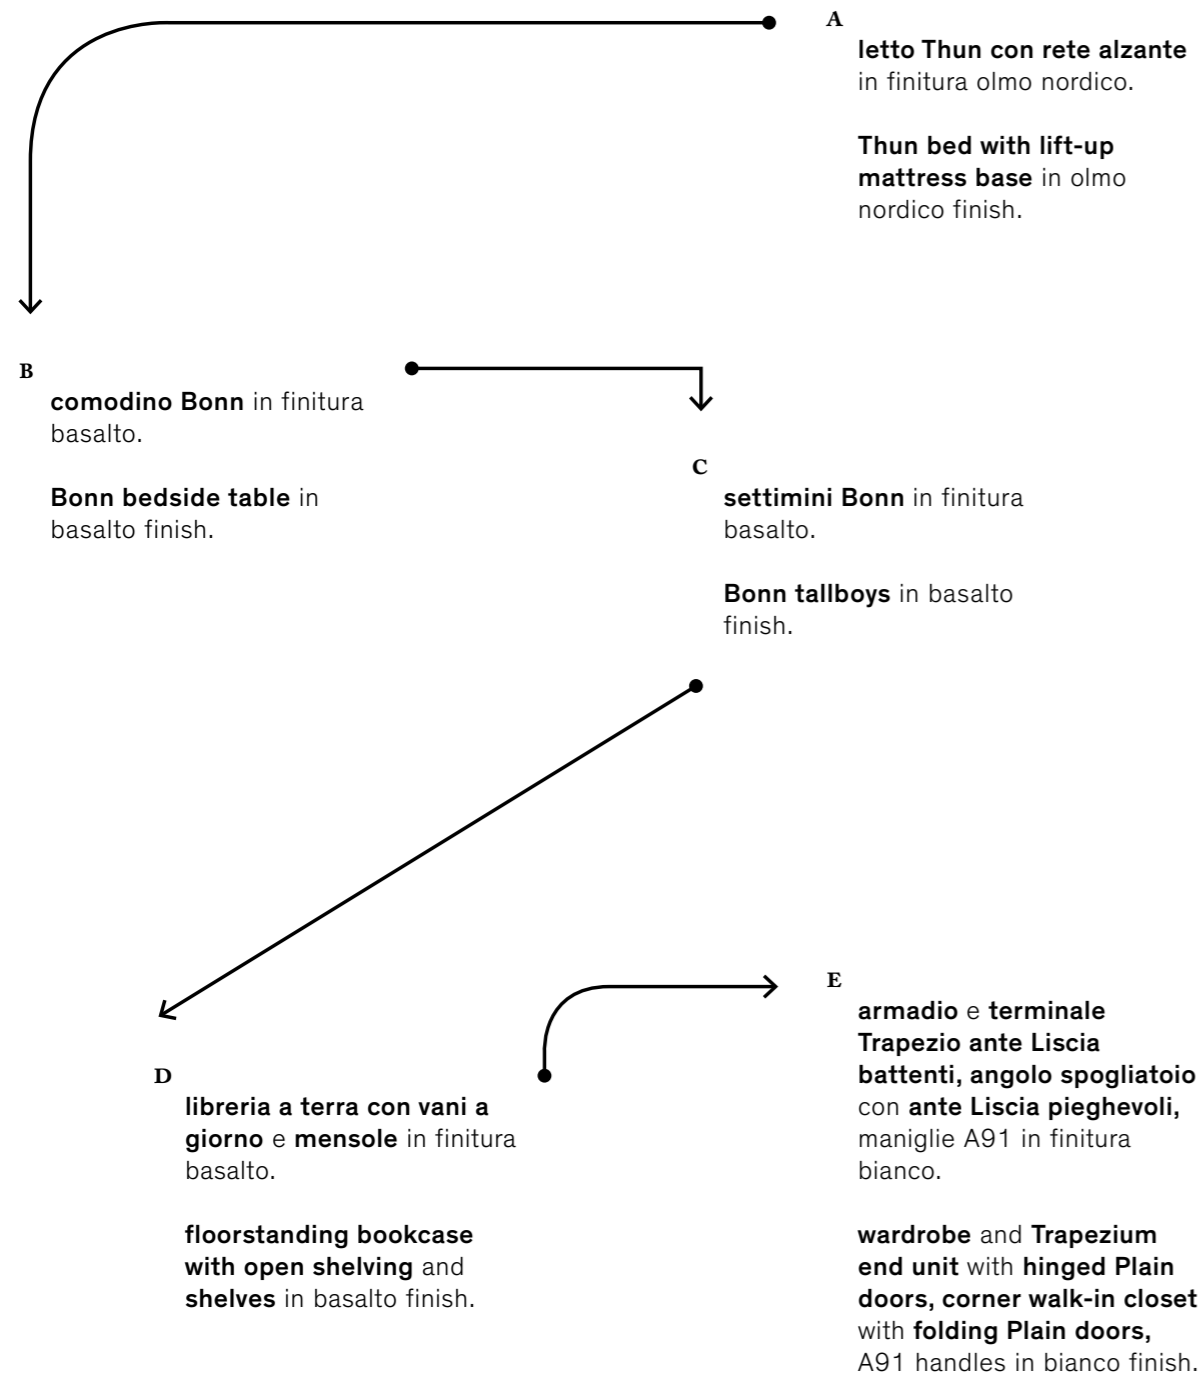 A
letto Thun con rete alzante
in finitura olmo nordico.
Thun bed with lift-up
mattress base in olmo
nordico finish.
B
comodino Bonn in finitura
basalto.
Bonn bedside table in
basalto finish.
C
settimini Bonn in finitura
basalto.
Bonn tallboys in basalto
finish.
D
libreria a terra con vani a
giorno e mensole in finitura
basalto.
floorstanding bookcase
with open shelving and
shelves in basalto finish.
E
armadio e terminale
Trapezio ante Liscia
battenti, angolo spogliatoio
con ante Liscia pieghevoli,
maniglie A91 in finitura
bianco.
wardrobe and Trapezium
end unit with hinged Plain
doors, corner walk-in closet
with folding Plain doors,
A91 handles in bianco finish.